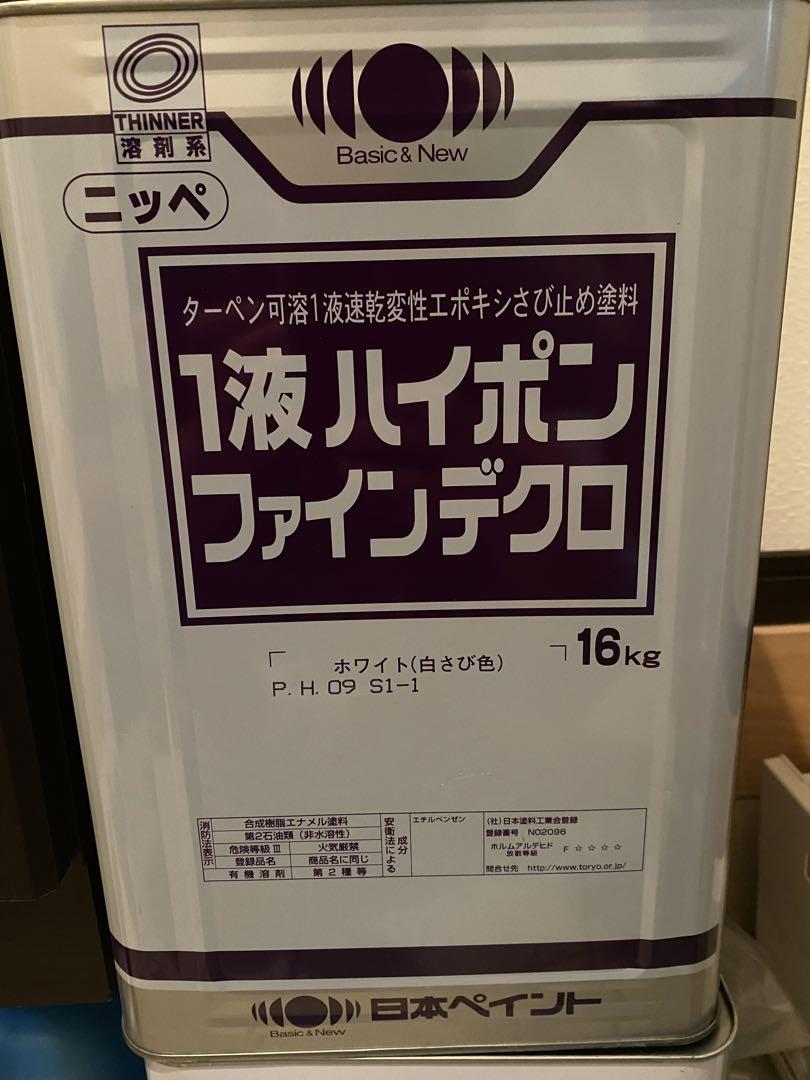 THINNER
溶剤系
Basic & New
ニッペ
ターペン可溶1液速乾変性エポキシさび止め塗料
1液ハイポン
ファインデクロ
ホワイト(白さび色)
16kg
P. H. 09 S1-1
消防法表示
合成樹脂エナメル塗料
第2石油類(非水溶性)
危険等級Ⅲ 火気厳禁
登録品名 商品名に同じ
有機溶剤 第2種等
安衛法による成分
エチルベンゼン
(社)日本塗料工業会登録
登録番号 N02096
ホルムアルデヒド
放散等級
F☆☆☆☆
問合せ先 http://www.toryo.or.jp/
日本ペイント
Basic & New